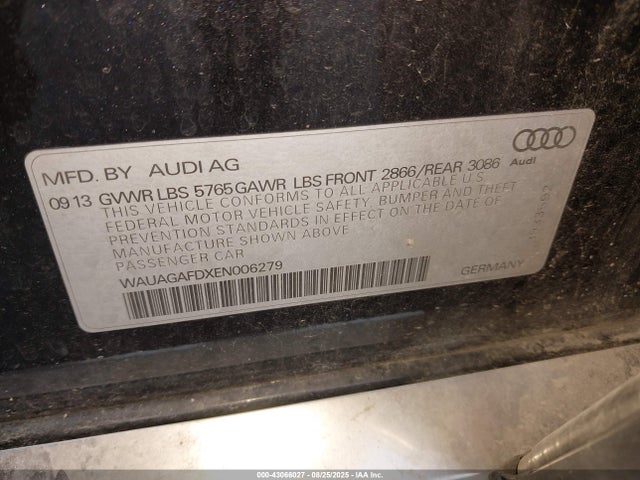 MFD. BY AUDI AG
Audi
09 13 GVWR LBS 5765 GAWR LBS FRONT 2866/REAR 3086
THIS VEHICLE CONFORMS TO ALL APPLICABLE U.S.
FEDERAL MOTOR VEHICLE SAFETY, BUMPER AND THEFT
PREVENTION STANDARDS IN EFFECT ON THE DATE OF
MANUFACTURE SHOWN ABOVE
PASSENGER CAR
WAUAGAFDXEN006279
GERMANY
000-43066027 - 08/25/2025 - IAA Inc.